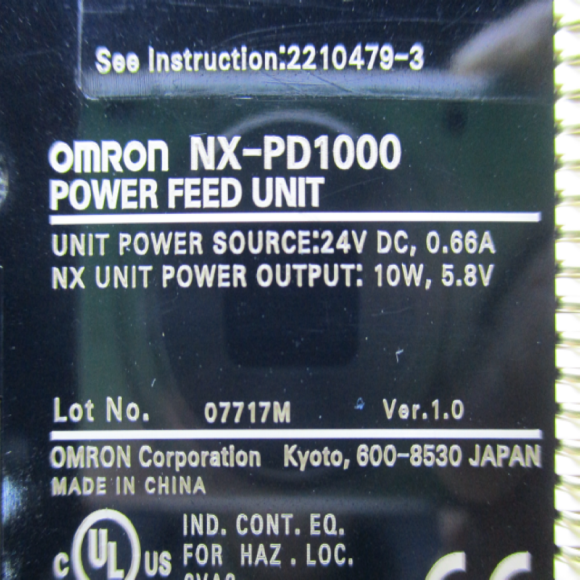 See Instruction:2210479-3
OMRON NX-PD1000
POWER FEED UNIT
UNIT POWER SOURCE:24V DC, 0.66A
NX UNIT POWER OUTPUT: 10W, 5.8V
Lot No. 07717M Ver.1.0
OMRON Corporation Kyoto, 600-8530 JAPAN
MADE IN CHINA
IND. CONT. EQ.
C UL US FOR HAZ . LOC.